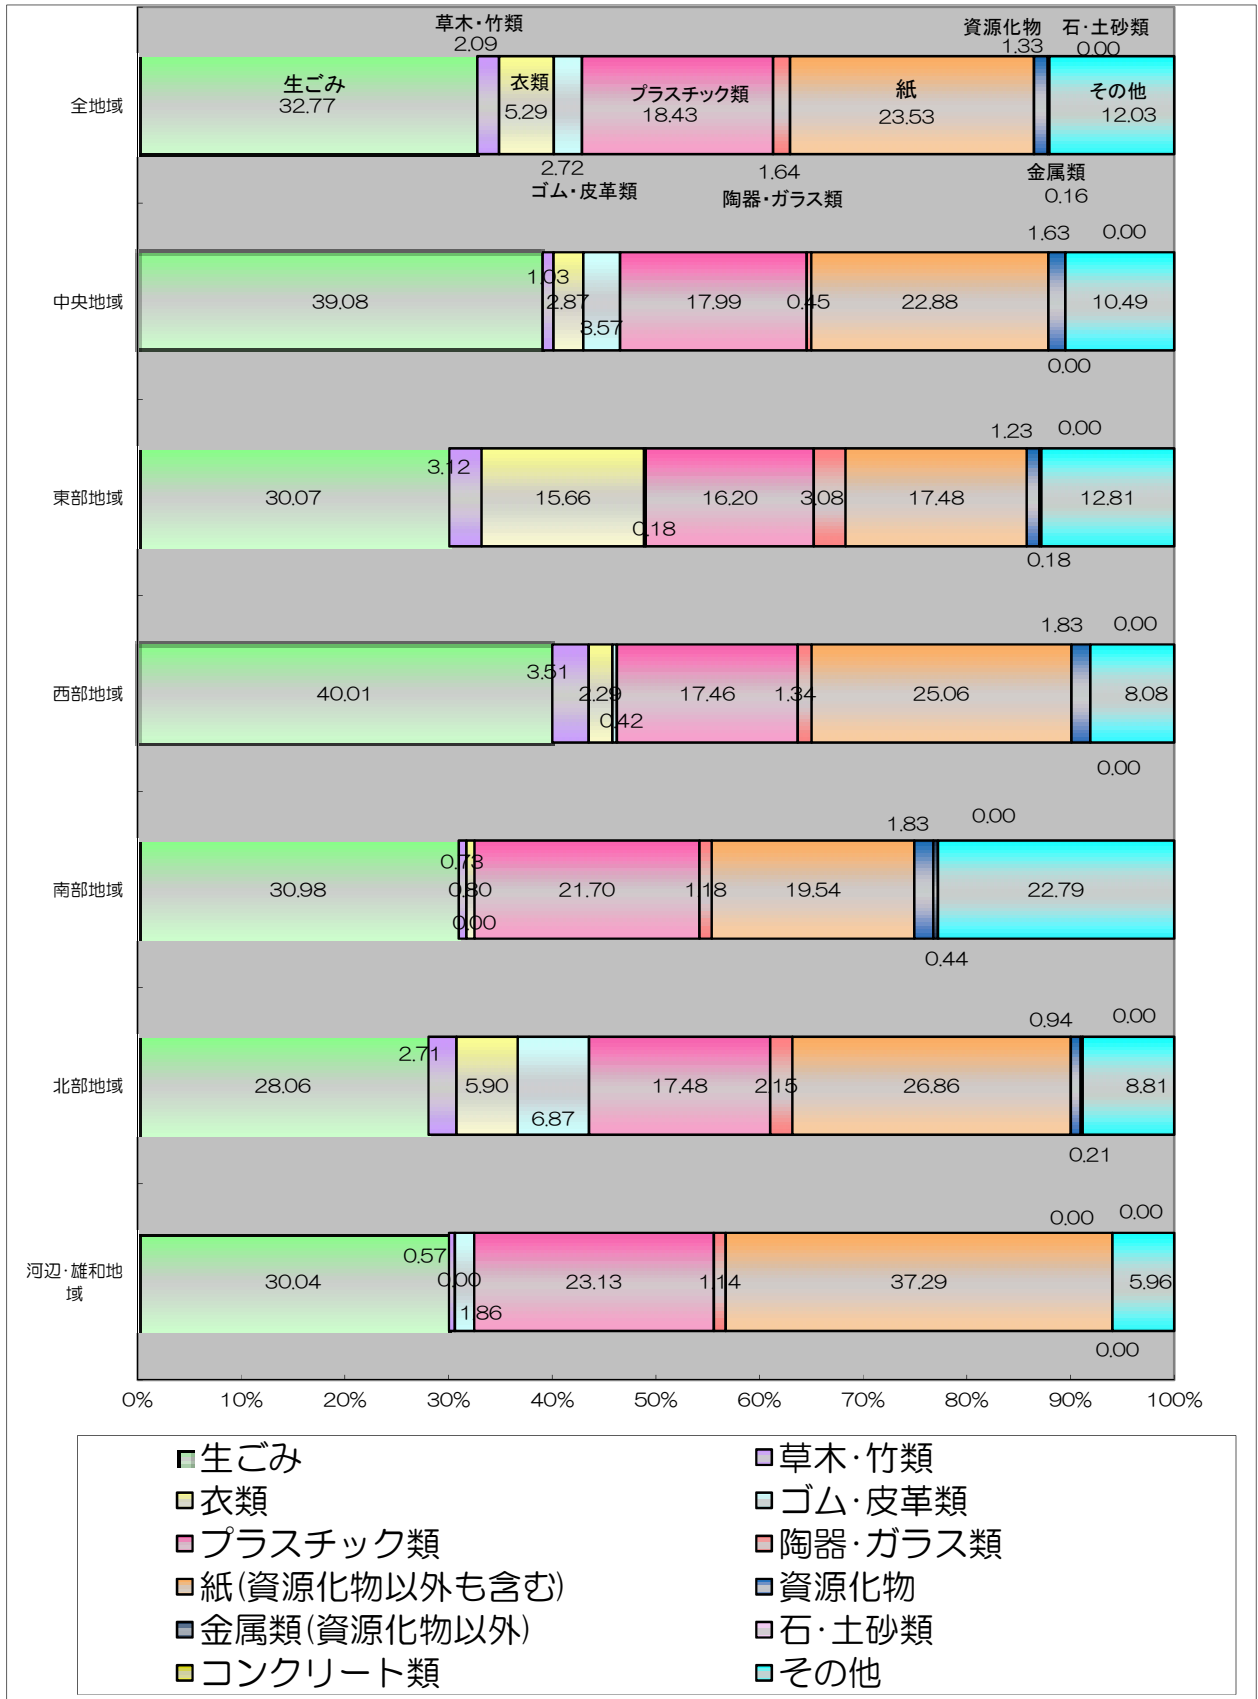 草木・竹類
2.09
資源化物
1.33
石・土砂類
0.00
全地域
生ごみ
32.77
衣類
5.29
プラスチック類
18.43
紙
23.53
その他
12.03
2.72
ゴム・皮革類
1.64
陶器・ガラス類
金属類
0.16
1.63
0.00
中央地域
39.08
1.03
2.87
3.57
17.99
0.45
22.88
10.49
0.00
1.23
0.00
東部地域
30.07
3.12
15.66
0.18
16.20
3.08
17.48
12.81
0.18
1.83
0.00
西部地域
40.01
3.51
2.29
0.42
17.46
1.34
25.06
8.08
0.00
1.83
0.00
南部地域
30.98
0.73
0.80
0.00
21.70
1.18
19.54
22.79
0.44
0.94
0.00
北部地域
28.06
2.71
5.90
6.87
17.48
2.15
26.86
8.81
0.21
0.00
0.00
河辺・雄和地
域
30.04
0.57
0.00
1.86
23.13
1.14
37.29
5.96
0.00
0% 10% 20% 30% 40% 50% 60% 70% 80% 90% 100%
生ごみ 草木・竹類
衣類 ゴム・皮革類
プラスチック類 陶器・ガラス類
紙(資源化物以外も含む) 資源化物
金属類(資源化物以外) 石・土砂類
コンクリート類 その他